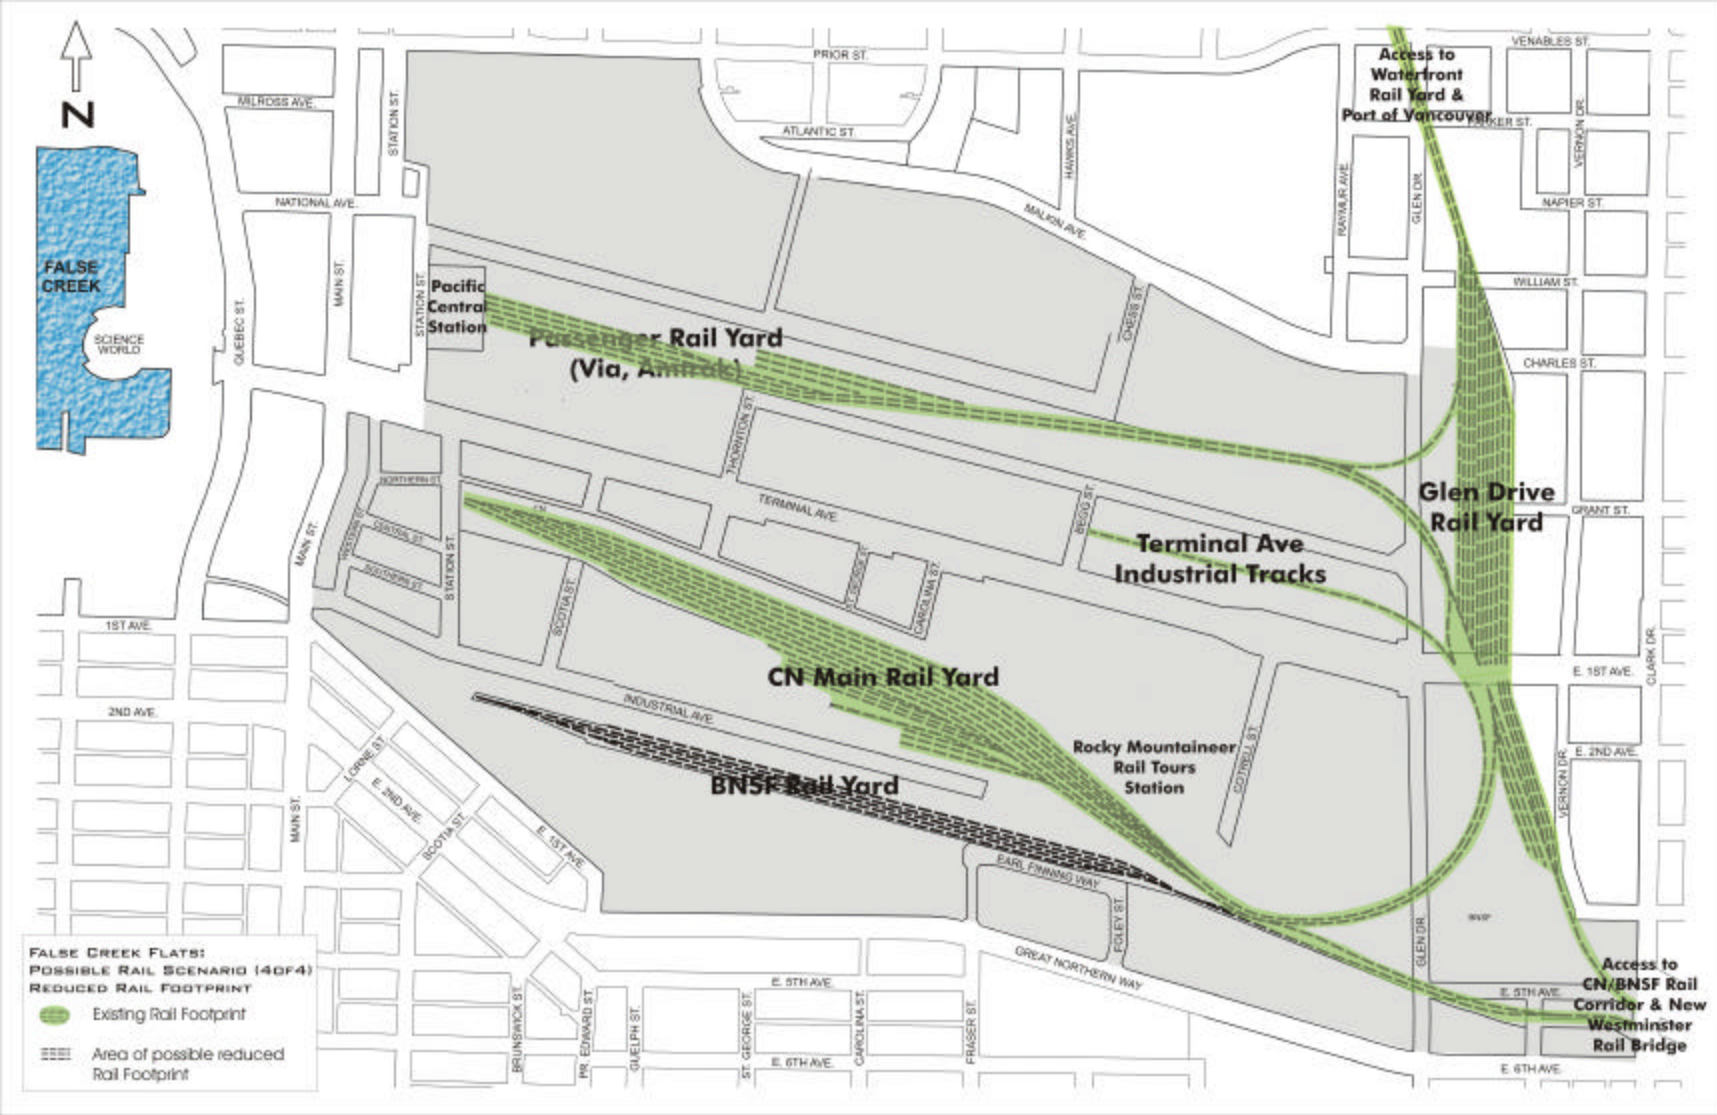 VENABLES ST.
PRIOR ST.
Access to
Waterfront
Rail Yard &
Port of Vancouver
PARKER ST.
MILROSS AVE.
STATION ST.
ATLANTIC ST.
HAWKS AVE.
VERNON DR.
N
RAYMUR AVE.
GLEN DR.
NATIONAL AVE.
NAPIER ST.
MALKIN AVE.
FALSE
CREEK
MAIN ST.
STATION ST.
Pacific
Central
Station
WILLIAM ST.
CHESS ST.
QUEBEC ST.
SCIENCE
WORLD
Passenger Rail Yard
(Via, Amtrak)
CHARLES ST.
THORNTON ST.
NORTHERN ST.
Glen Drive
Rail Yard
GRANT ST.
TERMINAL AVE.
BEGG ST.
CN
WESTERN ST.
CENTRAL ST.
MAIN ST.
Terminal Ave
Industrial Tracks
SOUTHERN ST.
STATION ST.
SCOTIA ST.
ST. GEORGE ST.
CAROLINA ST.
1ST AVE.
CLARK DR.
E. 1ST AVE.
CN Main Rail Yard
2ND AVE.
INDUSTRIAL AVE.
LORNE ST.
Rocky Mountaineer
Rail Tours
Station
COTRELL ST.
E. 2ND AVE.
VERNON DR.
BNSF Rail Yard
E. 2ND AVE.
MAIN ST.
SCOTIA ST.
E. 1ST AVE.
EARL FINNING WAY
FOLEY ST.
BNSF
GLEN DR.
GREAT NORTHERN WAY
FALSE CREEK FLATS:
POSSIBLE RAIL SCENARIO (4OF4)
REDUCED RAIL FOOTPRINT
Existing Rail Footprint
Area of possible reduced
Rail Footprint
Access to
CN/BNSF Rail
Corridor & New
Westminster
Rail Bridge
E. 5TH AVE.
E. 5TH AVE.
BRUNSWICK ST.
PR. EDWARD ST.
GUELPH ST.
ST. GEORGE ST.
CAROLINA ST.
FRASER ST.
E. 6TH AVE.
E. 6TH AVE.